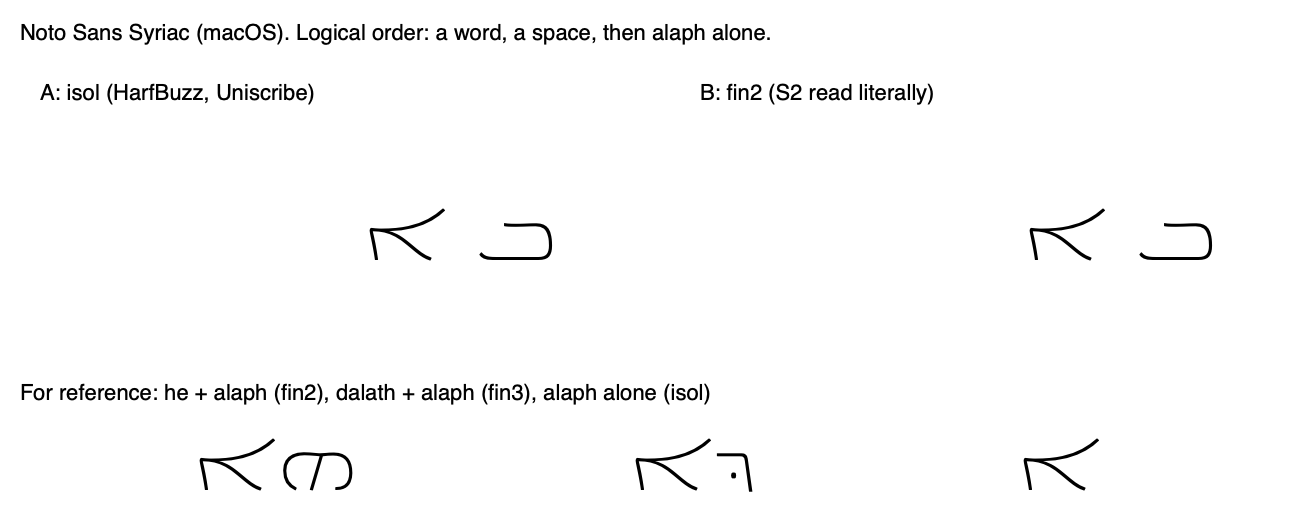 Noto Sans Syriac (macOS). Logical order: a word, a space, then alaph alone.
A: isol (HarfBuzz, Uniscribe)
B: fin2 (S2 read literally)
ܒ ܐ
ܒ ܐ
For reference: he + alaph (fin2), dalath + alaph (fin3), alaph alone (isol)
ܗܐ
ܕܐ
ܐ